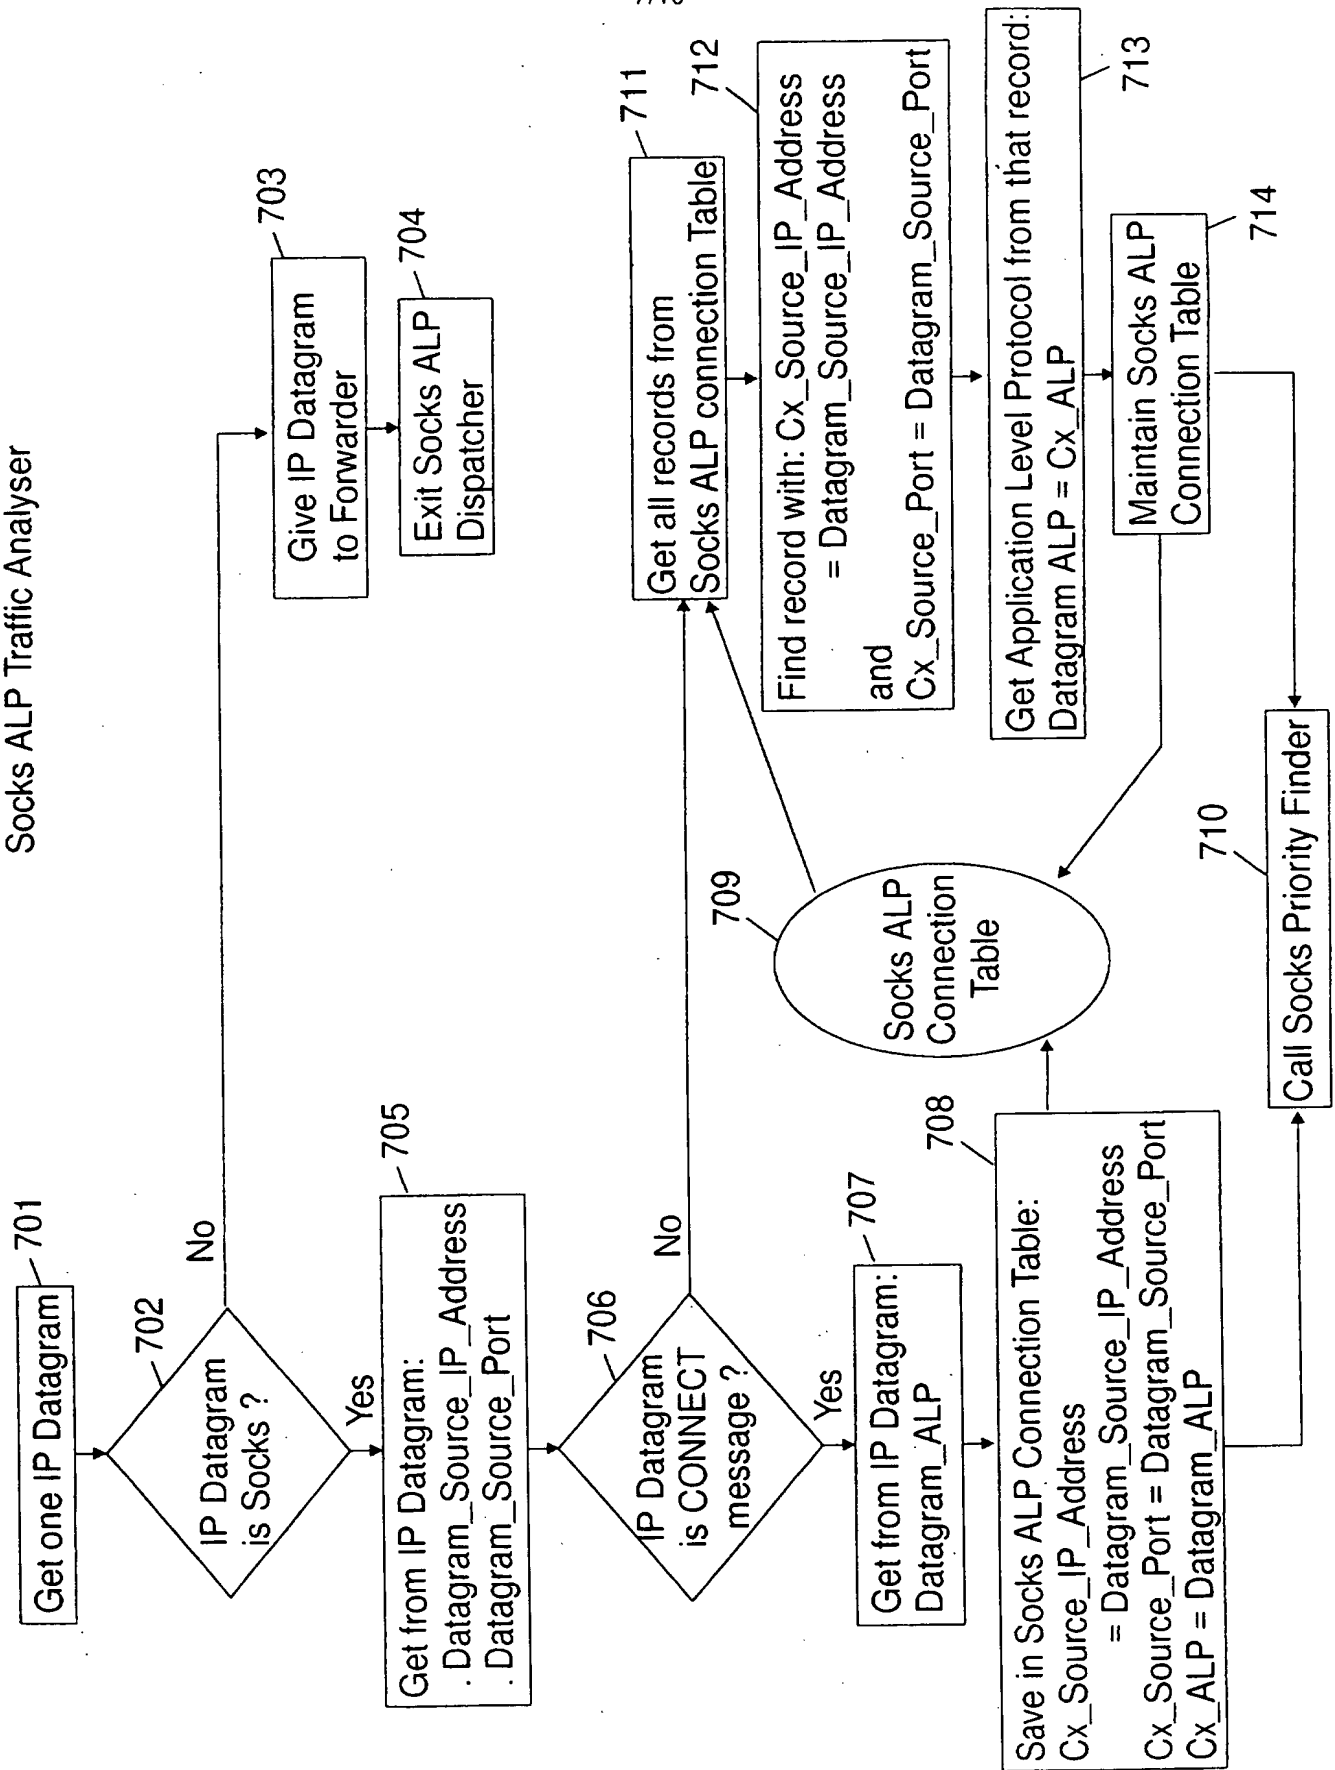 Socks ALP Traffic Analyser
701
Get one IP Datagram
702
IP Datagram
is Socks ?
No
Yes
703
Give IP Datagram
to Forwarder
704
Exit Socks ALP
Dispatcher
705
Get from IP Datagram:
. Datagram_Source_IP_Address
. Datagram_Source_Port
706
IP Datagram
is CONNECT
message ?
No
Yes
707
Get from IP Datagram:
Datagram_ALP
708
Save in Socks ALP Connection Table:
Cx_Source_IP_Address
= Datagram_Source_IP_Address
Cx_Source_Port = Datagram_Source_Port
Cx_ALP = Datagram_ALP
709
Socks ALP
Connection
Table
710
Call Socks Priority Finder
711
Get all records from
Socks ALP connection Table
712
Find record with: Cx_Source_IP_Address
= Datagram_Source_IP_Address
and
Cx_Source_Port = Datagram_Source_Port
713
Get Application Level Protocol from that record:
Datagram ALP = Cx_ALP
714
Maintain Socks ALP
Connection Table